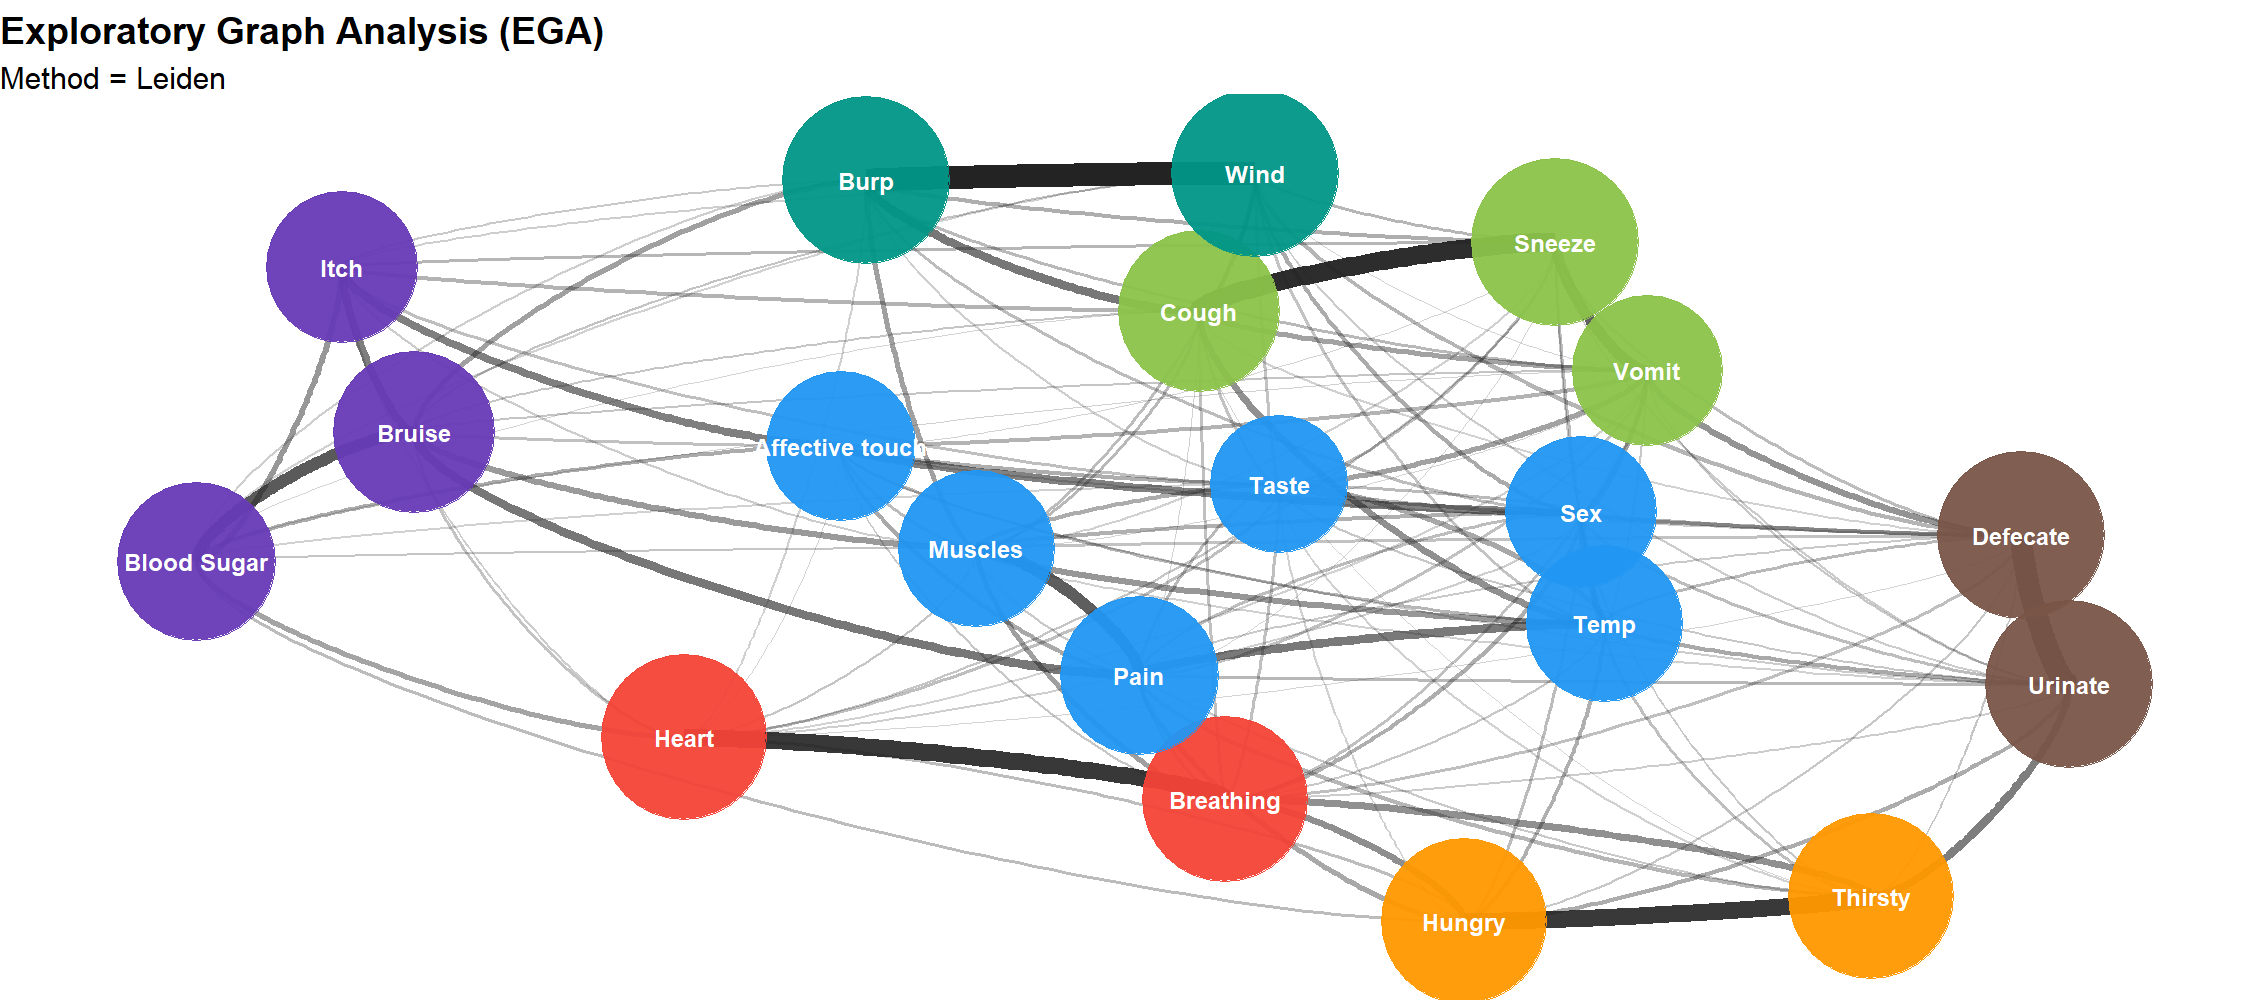 Exploratory Graph Analysis (EGA)
Method = Leiden
Burp
Wind
Sneeze
Itch
Cough
Vomit
Bruise
Affective touch
Taste
Sex
Defecate
Muscles
Blood Sugar
Temp
Pain
Urinate
Heart
Breathing
Thirsty
Hungry